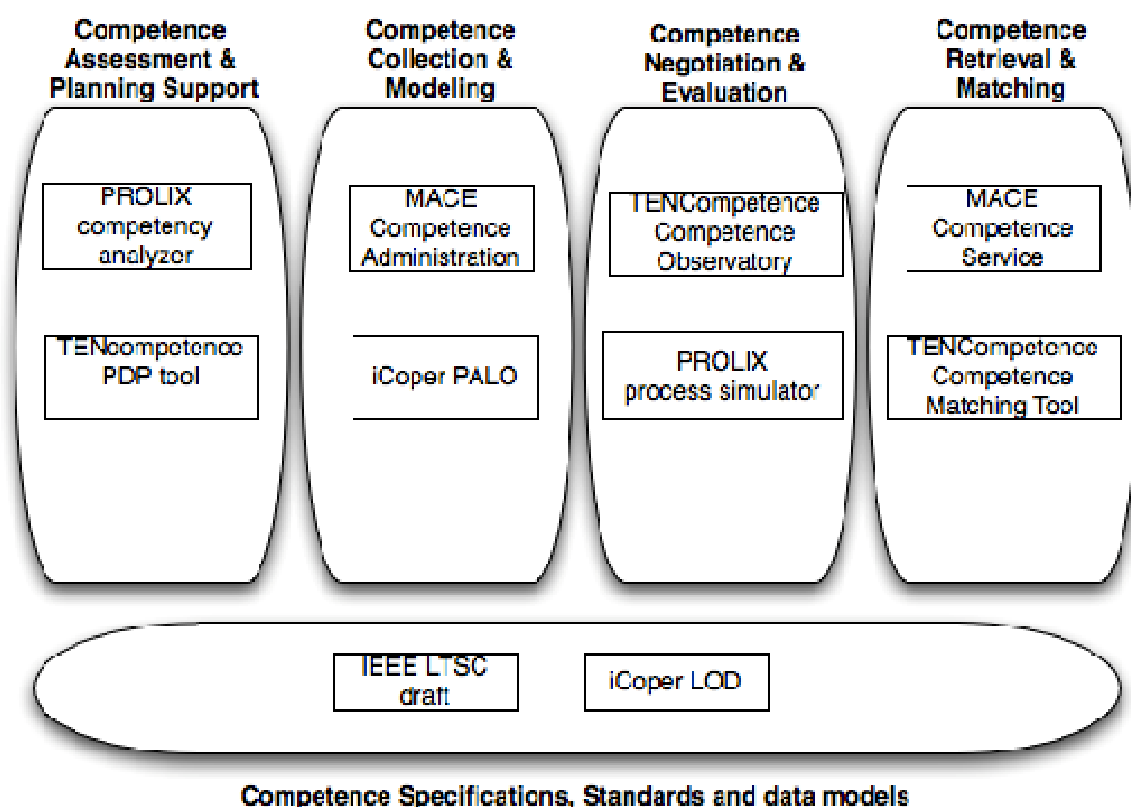 Competence
Assessment &
Planning Support
Competence
Collection &
Modeling
Competence
Negotiation &
Evaluation
Competence
Retrieval &
Matching
PROLIX
competency
analyzer
MACE
Competence
Administration
TENCompetence
Competence
Observatory
MACE
Competence
Service
TENcompetence
PDP tool
iCoper PALO
PROLIX
process simulator
TENCompetence
Competence
Matching Tool
IEEE LTSC
draft
iCoper LOD
Competence Specifications, Standards and data models